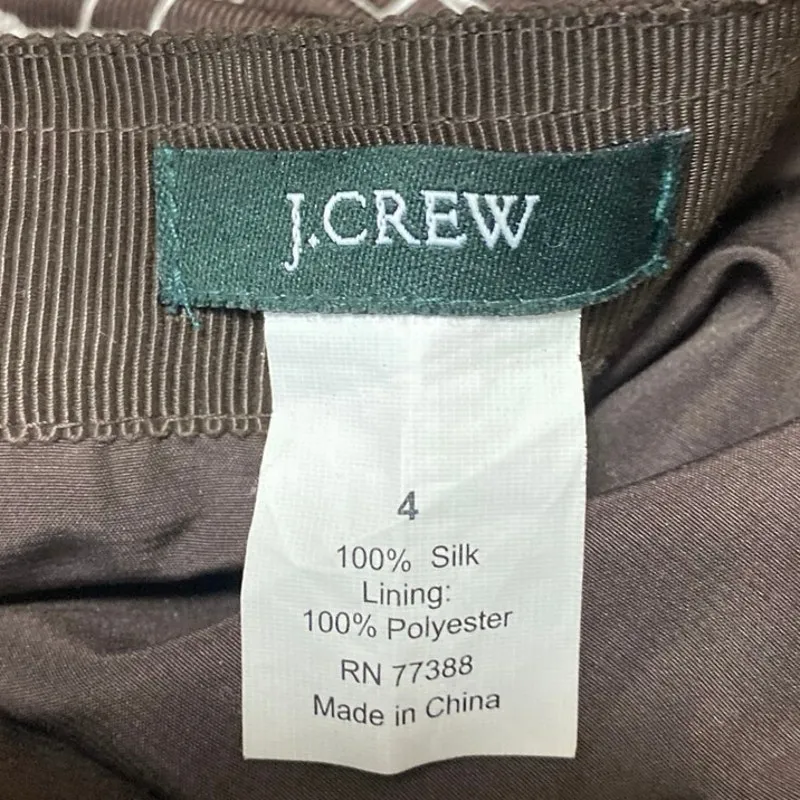 J.CREW
4
100% Silk
Lining:
100% Polyester
RN 77388
Made in China